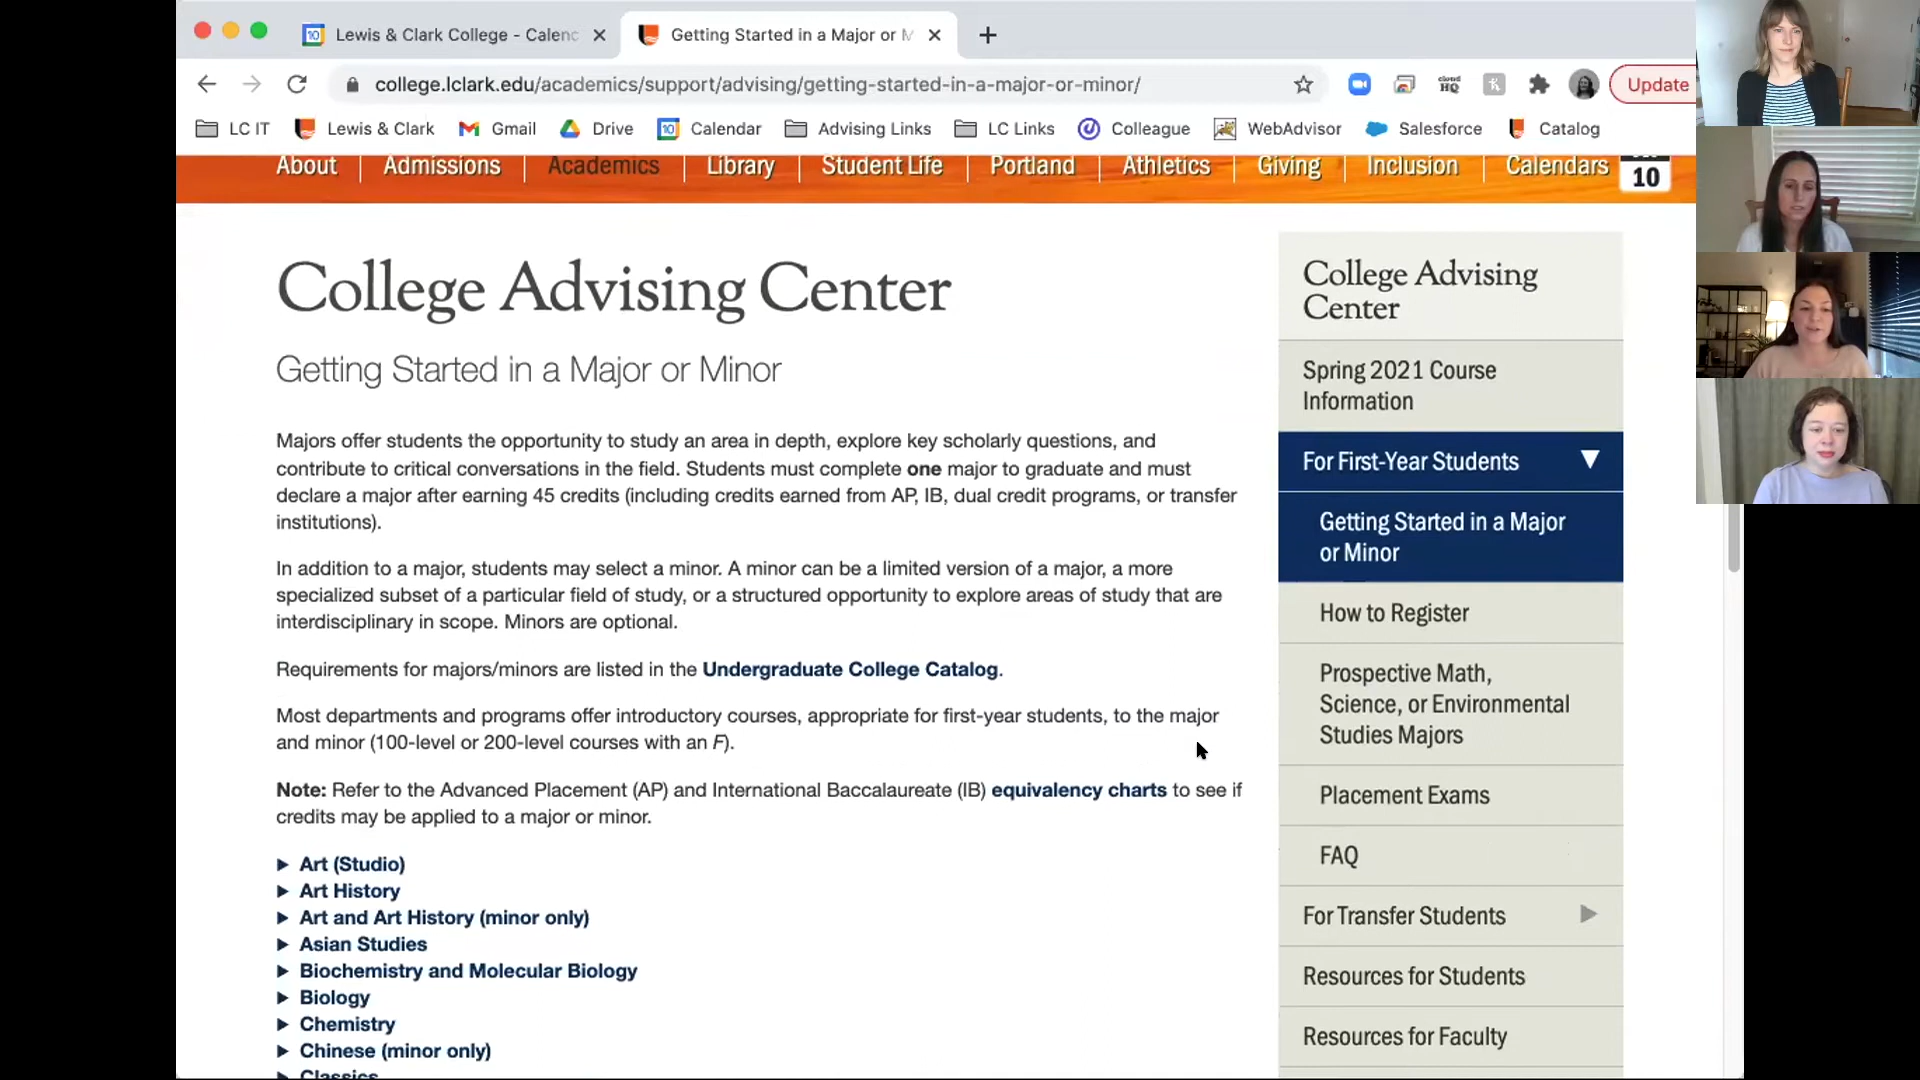 Lewis & Clark College - Calenc
Getting Started in a Major or M
college.lclark.edu/academics/support/advising/getting-started-in-a-major-or-minor/
cloud HQ
Update
LC IT
Lewis & Clark
Gmail
Drive
Calendar
Advising Links
LC Links
Colleague
WebAdvisor
Salesforce
Catalog
About
Admissions
Academics
Library
Student Life
Portland
Athletics
Giving
Inclusion
Calendars
10
College Advising Center
Getting Started in a Major or Minor
Majors offer students the opportunity to study an area in depth, explore key scholarly questions, and
contribute to critical conversations in the field. Students must complete one major to graduate and must
declare a major after earning 45 credits (including credits earned from AP, IB, dual credit programs, or transfer
institutions).
In addition to a major, students may select a minor. A minor can be a limited version of a major, a more
specialized subset of a particular field of study, or a structured opportunity to explore areas of study that are
interdisciplinary in scope. Minors are optional.
Requirements for majors/minors are listed in the Undergraduate College Catalog.
Most departments and programs offer introductory courses, appropriate for first-year students, to the major
and minor (100-level or 200-level courses with an F).
Note: Refer to the Advanced Placement (AP) and International Baccalaureate (IB) equivalency charts to see if
credits may be applied to a major or minor.
Art (Studio)
Art History
Art and Art History (minor only)
Asian Studies
Biochemistry and Molecular Biology
Biology
Chemistry
Chinese (minor only)
Classics
College Advising
Center
Spring 2021 Course
Information
For First-Year Students
Getting Started in a Major
or Minor
How to Register
Prospective Math,
Science, or Environmental
Studies Majors
Placement Exams
FAQ
For Transfer Students
Resources for Students
Resources for Faculty